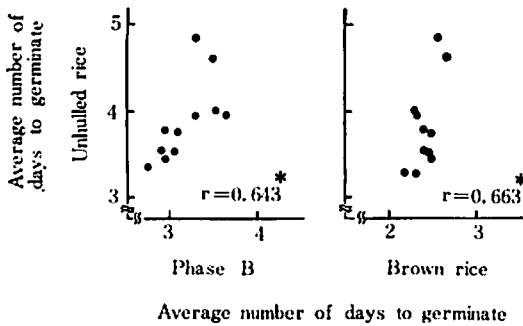 Average number of
days to germinate
Unhulled rice
5
4
3
r=0.643 *
3
4
Phase B
r=0.663 *
2
3
Brown rice
Average number of days to germinate